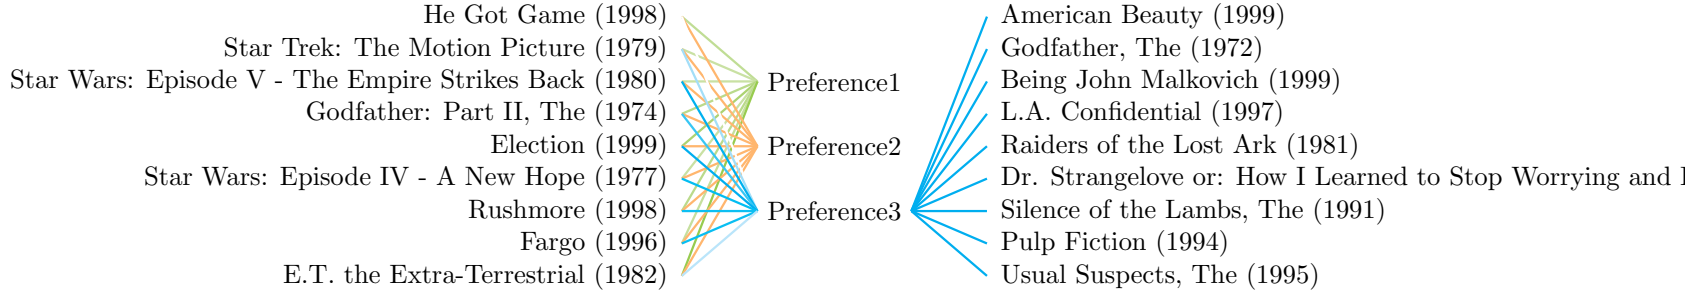 He Got Game (1998)
Star Trek: The Motion Picture (1979)
Star Wars: Episode V - The Empire Strikes Back (1980)
Godfather: Part II, The (1974)
Election (1999)
Star Wars: Episode IV - A New Hope (1977)
Rushmore (1998)
Fargo (1996)
E.T. the Extra-Terrestrial (1982)
Preference1
Preference2
Preference3
American Beauty (1999)
Godfather, The (1972)
Being John Malkovich (1999)
L.A. Confidential (1997)
Raiders of the Lost Ark (1981)
Dr. Strangelove or: How I Learned to Stop Worrying and
Silence of the Lambs, The (1991)
Pulp Fiction (1994)
Usual Suspects, The (1995)